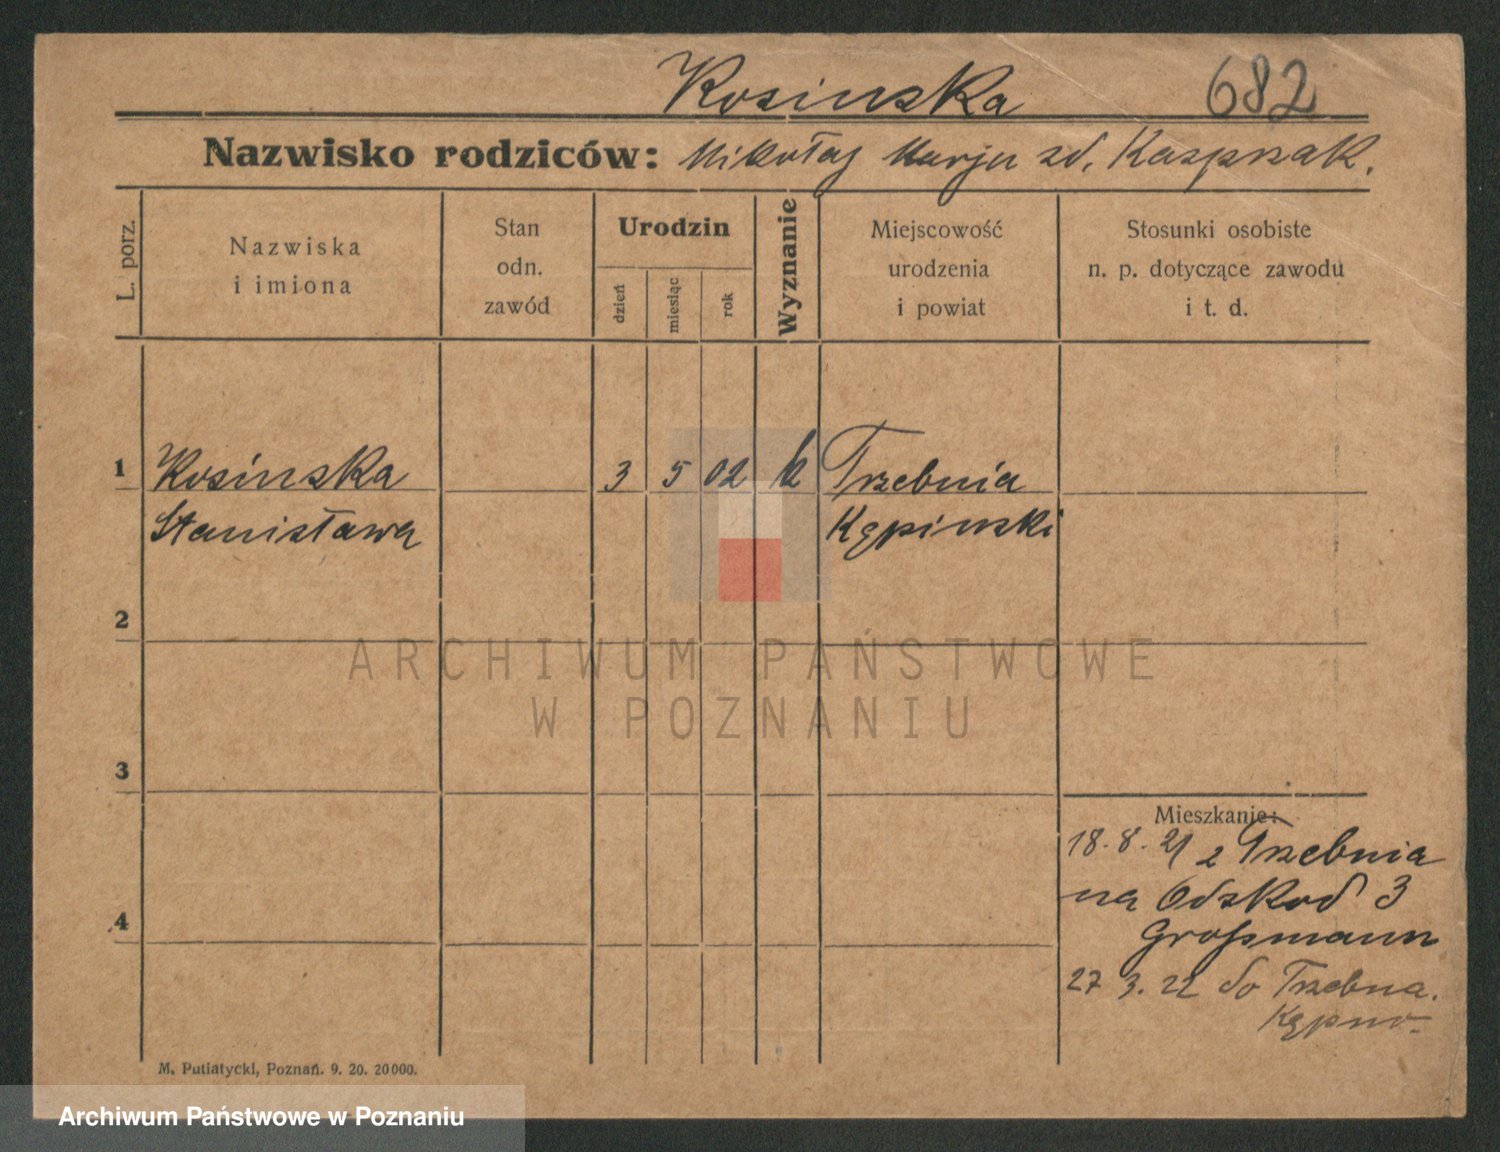 Kosinska 682
Nazwisko rodziców: Mikołaj Marja zd. Kasprzak.
L. porz.
Nazwiska
i imiona
Stan
odn.
zawód
Urodzin
dzień
miesiąc
rok
Wyznanie
Miejscowość
urodzenia
i powiat
Stosunki osobiste
n. p. dotyczące zawodu
i t. d.
1 Kosinska 3 5 02 k Trzebnia
Stanisława Kępinski
2
3
4
Mieszkanie:
18. 8. 21 z Trzebnia
na Odskod 3
Großmann
27 3. 22 do Trzebna.
Kępno.
M. Putiatycki, Poznań. 9. 20. 20000.
ARCHIWUM PAŃSTWOWE
W POZNANIU
Archiwum Państwowe w Poznaniu